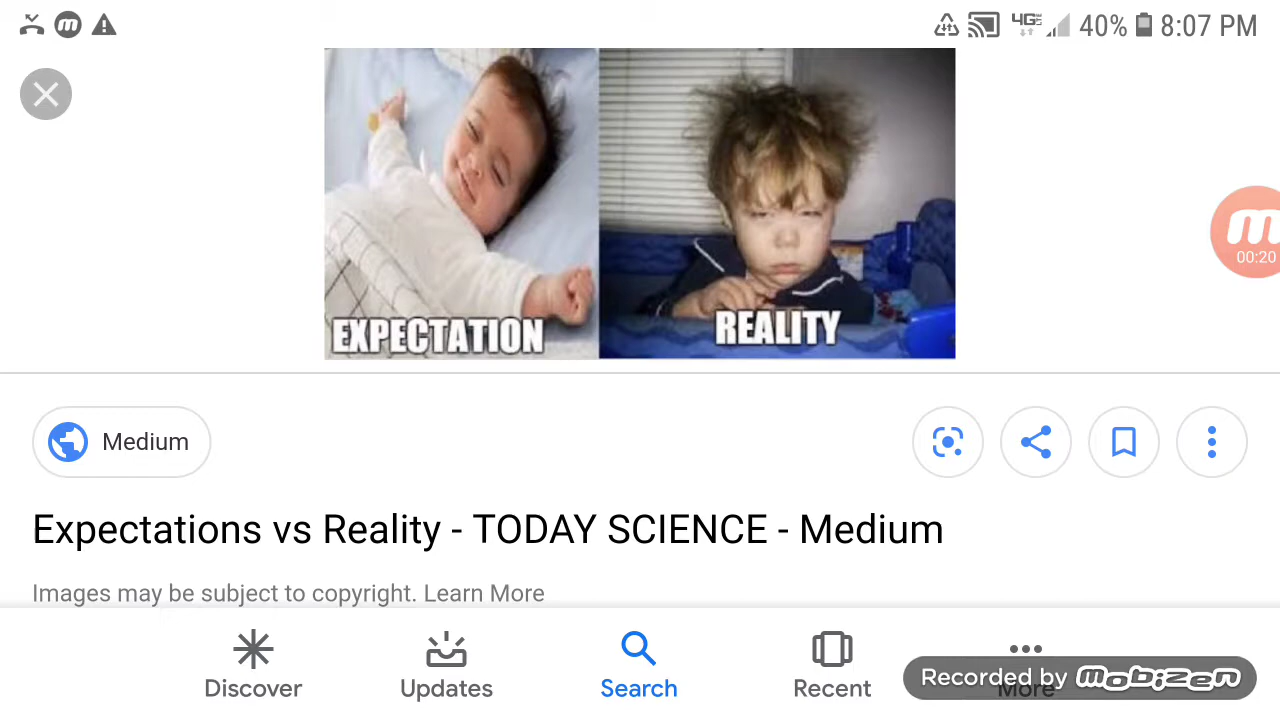 40% 8:07 PM
EXPECTATION
REALITY
00:20
Medium
Expectations vs Reality - TODAY SCIENCE - Medium
Images may be subject to copyright. Learn More
Discover Updates Search Recent More
Recorded by mobizen